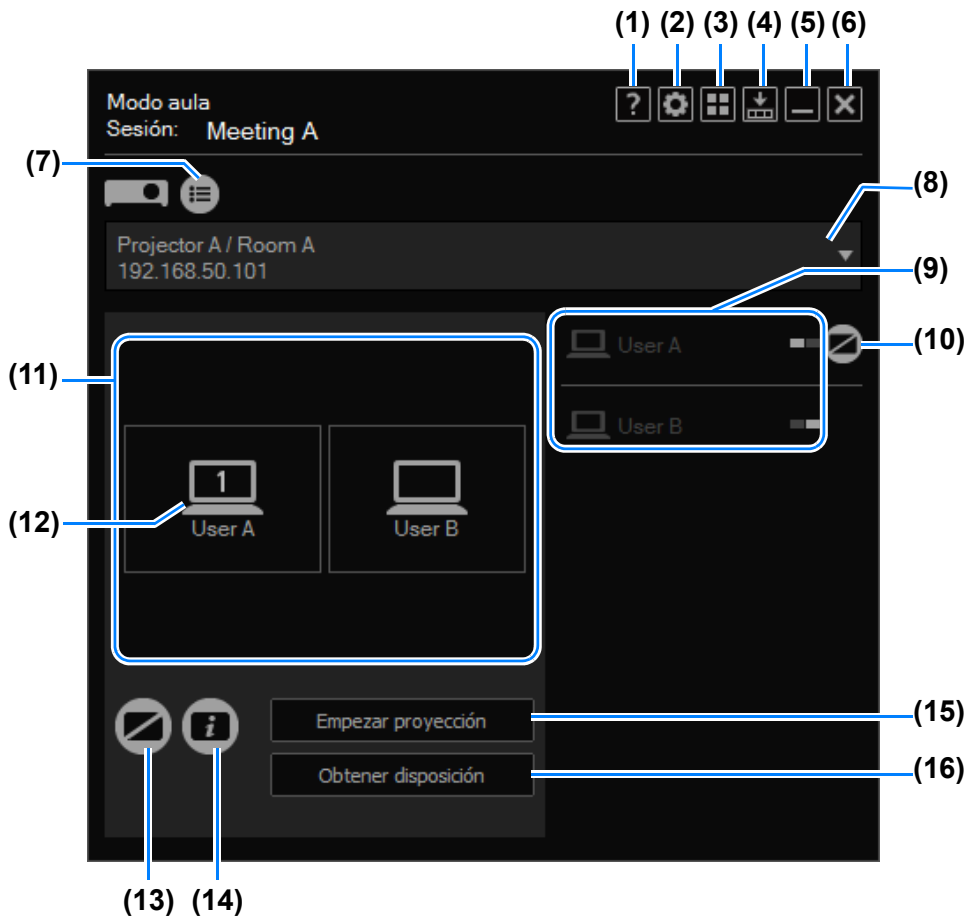 (1) (2) (3) (4) (5) (6)
?
Modo aula
Sesión: Meeting A
(7)
(8)
Projector A / Room A
192.168.50.101
(9)
User A
(10)
(11)
User B
1
(12)
User A
User B
i
Empezar proyección
(15)
Obtener disposición
(16)
(13) (14)